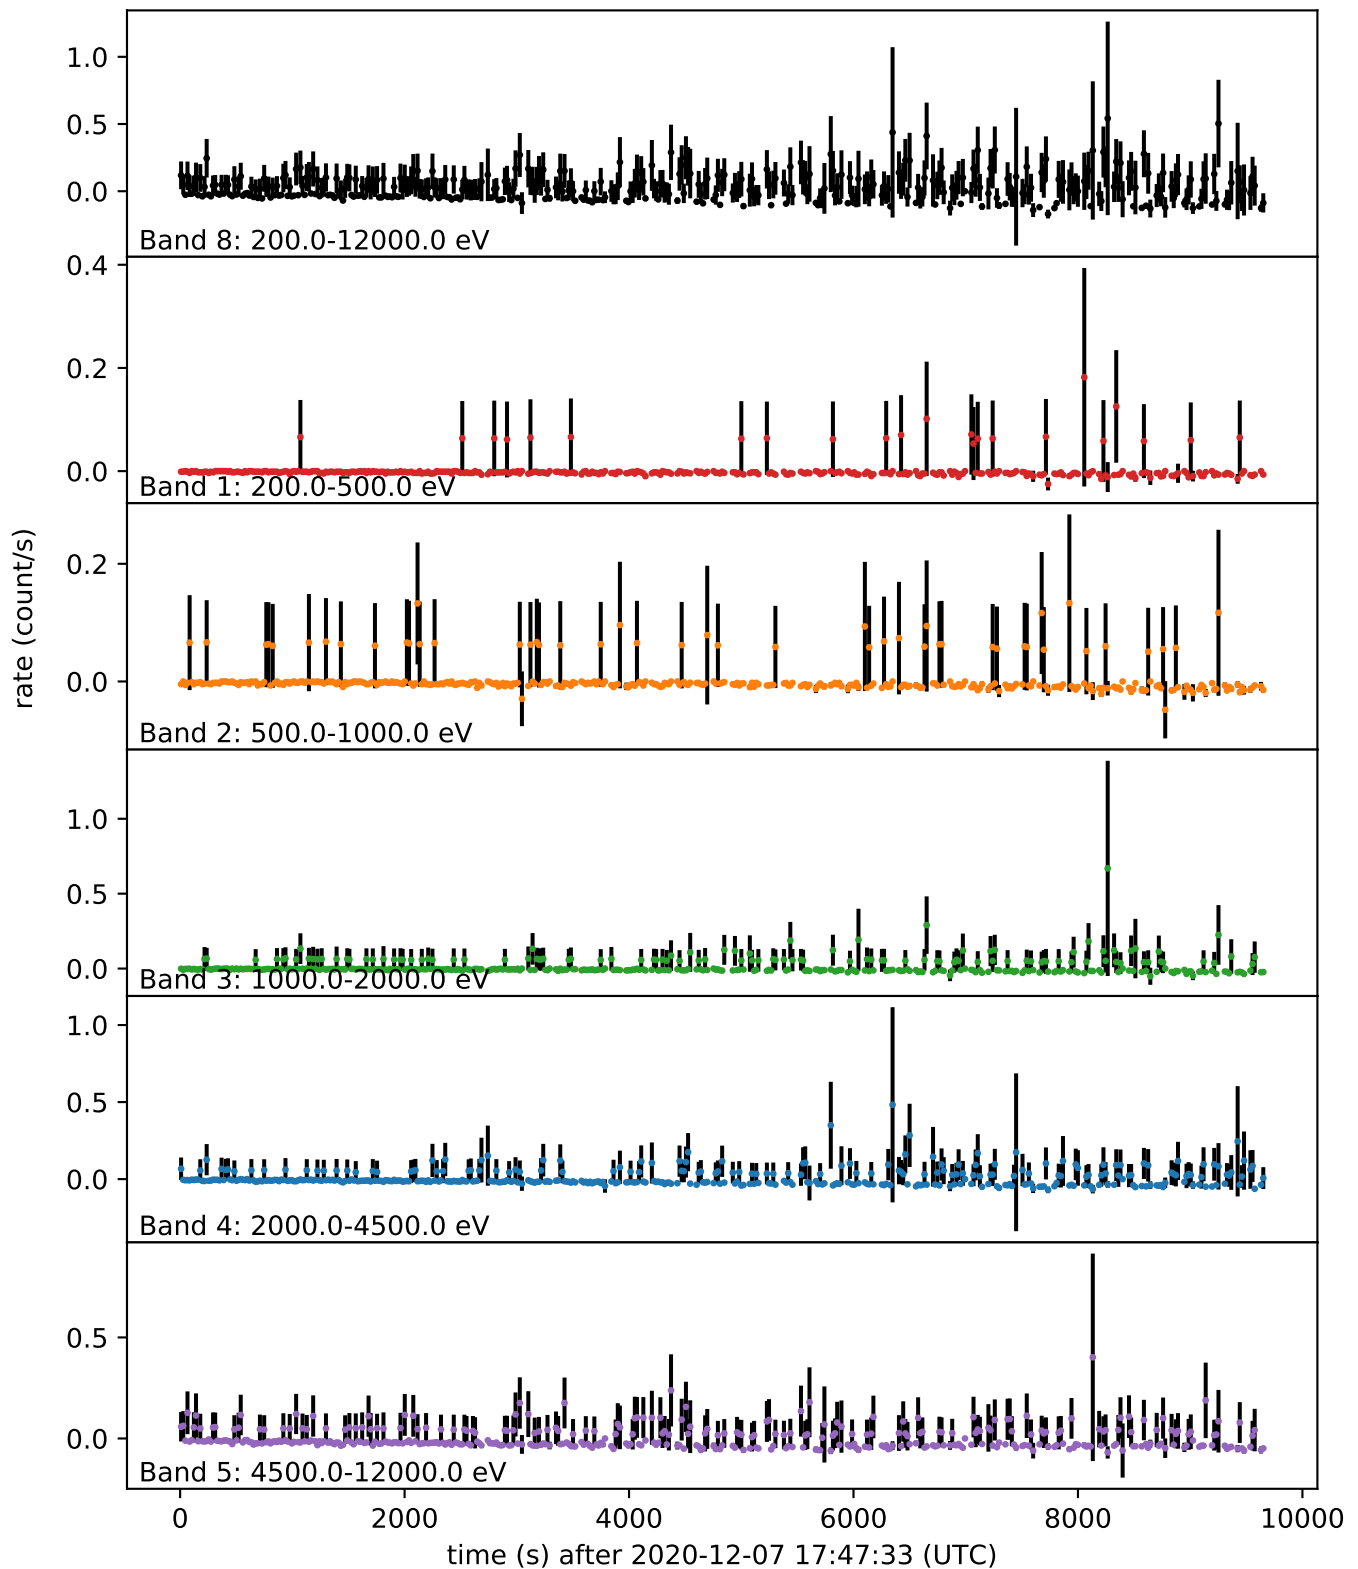 1.0
0.5
0.0
Band 8: 200.0-12000.0 eV
0.4
0.2
0.0
Band 1: 200.0-500.0 eV
rate (count/s)
0.2
0.0
Band 2: 500.0-1000.0 eV
1.0
0.5
0.0
Band 3: 1000.0-2000.0 eV
1.0
0.5
0.0
Band 4: 2000.0-4500.0 eV
0.5
0.0
Band 5: 4500.0-12000.0 eV
0 2000 4000 6000 8000 10000
time (s) after 2020-12-07 17:47:33 (UTC)